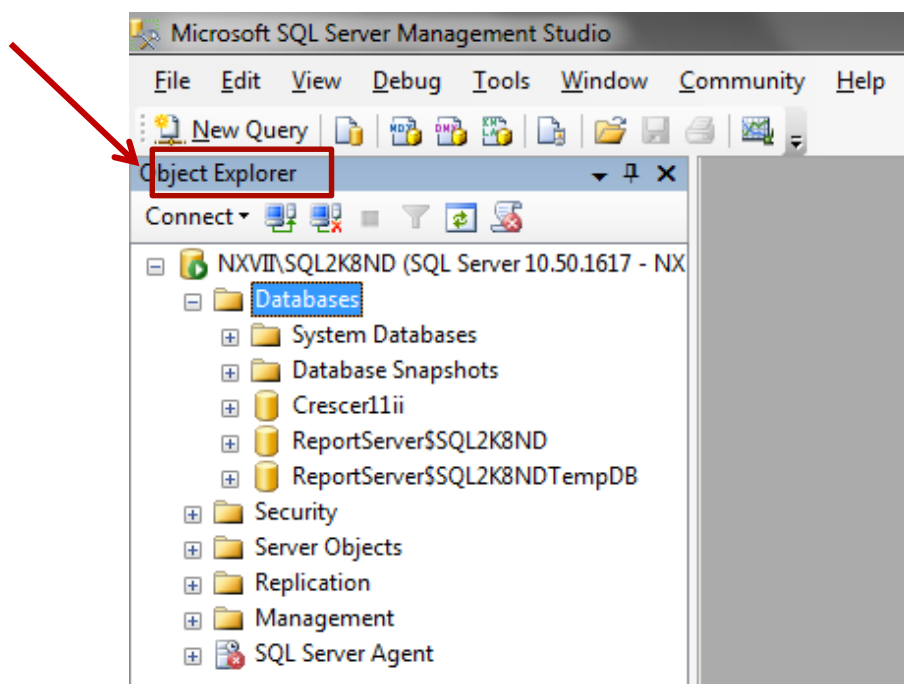 Microsoft SQL Server Management Studio
File Edit View Debug Tools Window Community Help
New Query
Object Explorer
Connect
NXVII\SQL2K8ND (SQL Server 10.50.1617 - NX
Databases
System Databases
Database Snapshots
Crescer11ii
ReportServer$SQL2K8ND
ReportServer$SQL2K8NDTempDB
Security
Server Objects
Replication
Management
SQL Server Agent